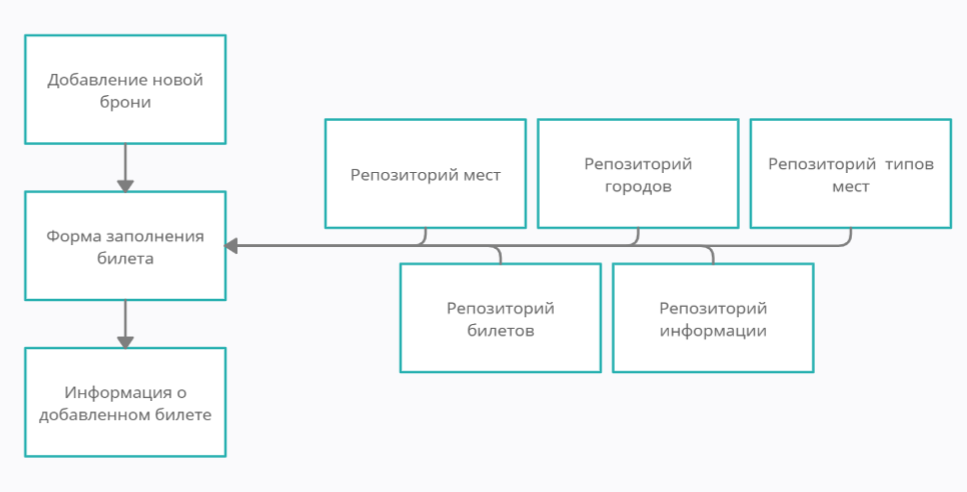 Добавление новой
брони
Форма заполнения
билета
Информация о
добавленном билете
Репозиторий мест
Репозиторий
городов
Репозиторий типов
мест
Репозиторий
билетов
Репозиторий
информации